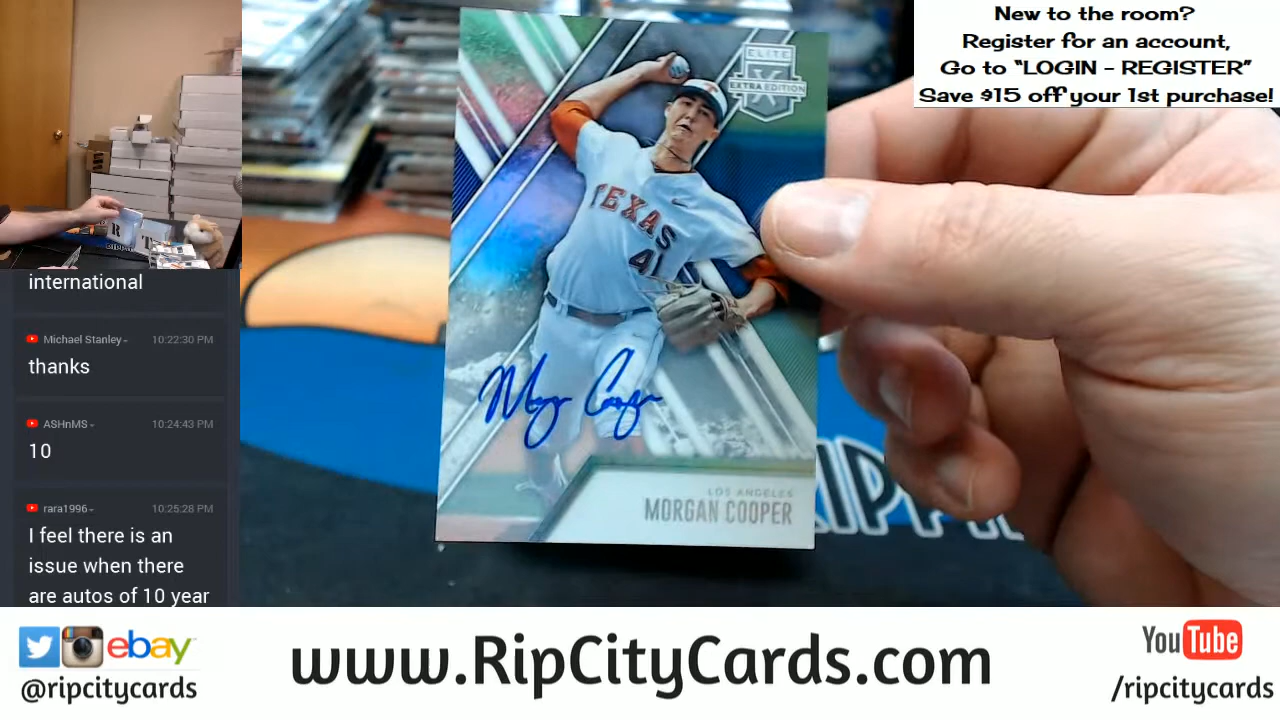 New to the room?
Register for an account,
Go to “LOGIN - REGISTER”
Save $15 off your 1st purchase!
international
Michael Stanley
10:22:30 PM
thanks
ASHnMS
10:24:43 PM
10
rara1996
10:25:28 PM
I feel there is an
issue when there
are autos of 10 year
ELITE
EXTRA EDITION
X
T
TEXAS
41
Morgan Cooper
LOS ANGELES
MORGAN COOPER
R
T
ebay
@ripcitycards
www.RipCityCards.com
YouTube
/ripcitycards